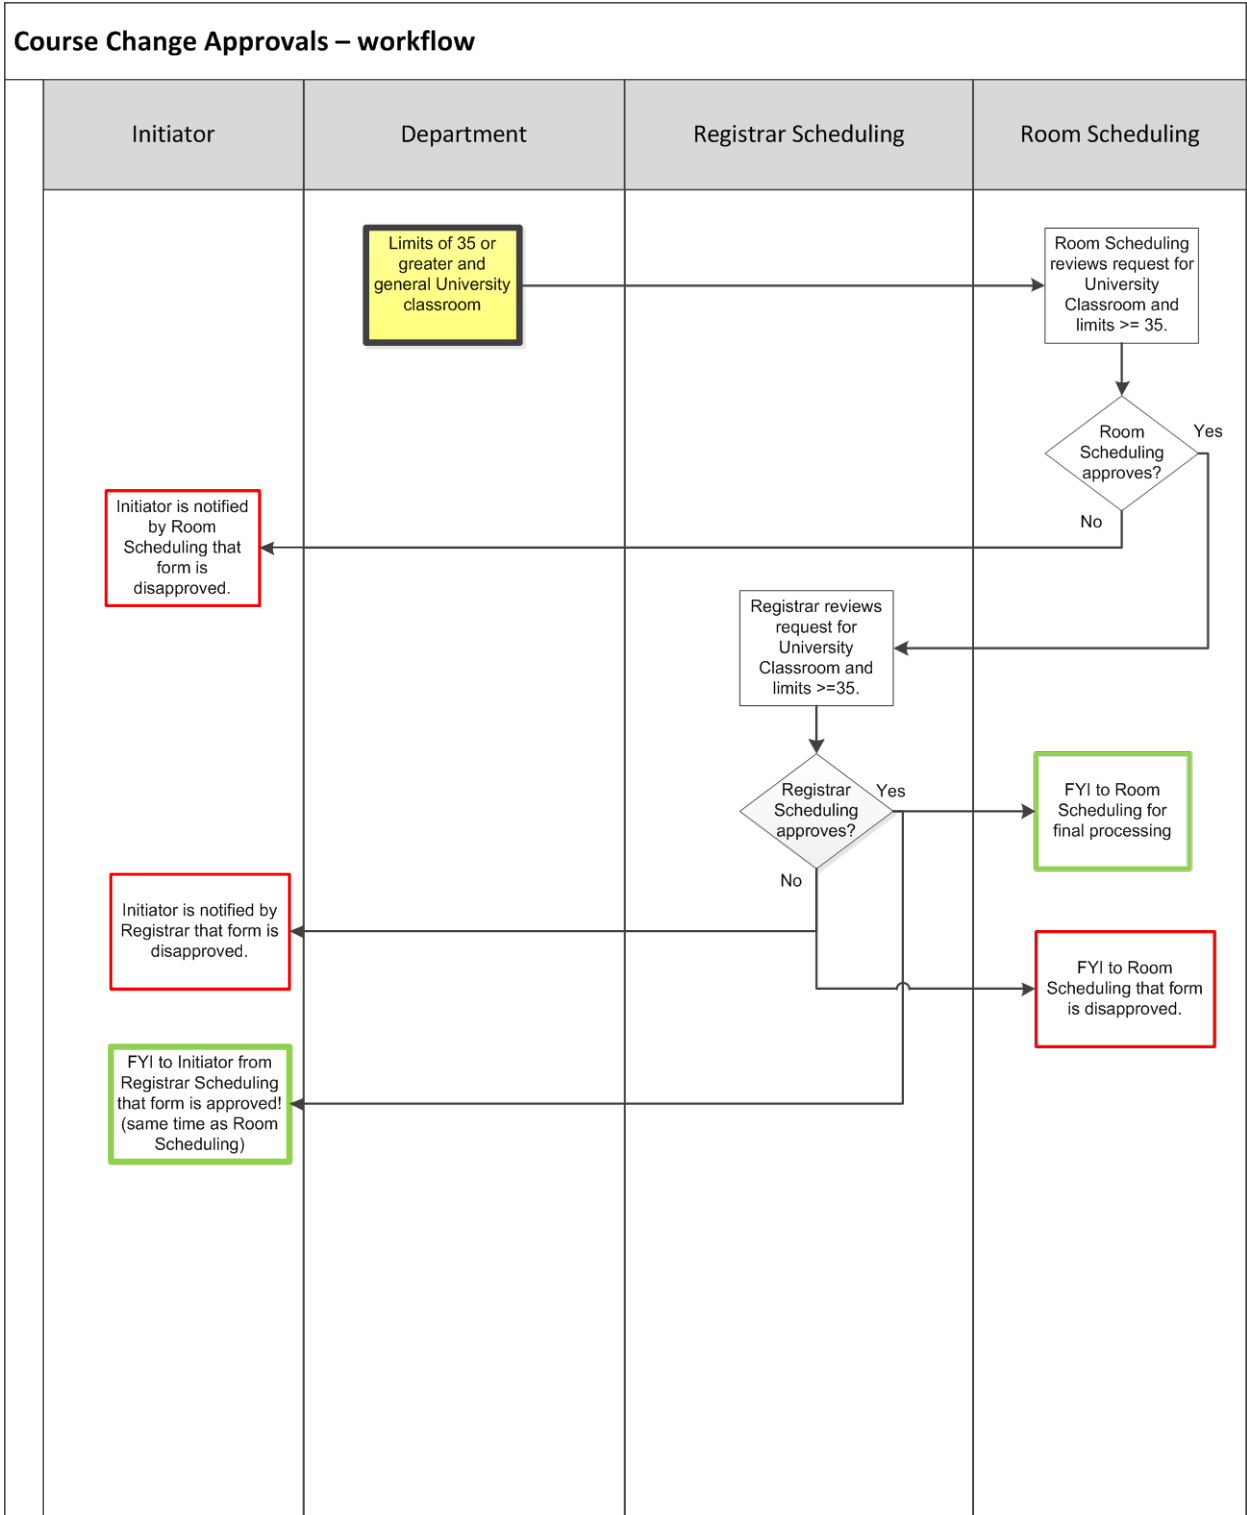 Course Change Approvals – workflow
Initiator
Department
Registrar Scheduling
Room Scheduling
Limits of 35 or
greater and
general University
classroom
Room Scheduling
reviews request for
University
Classroom and
limits >= 35.
Room
Scheduling
approves?
Yes
No
Initiator is notified
by Room
Scheduling that
form is
disapproved.
Registrar reviews
request for
University
Classroom and
limits >=35.
Registrar
Scheduling
approves?
Yes
No
FYI to Room
Scheduling for
final processing
Initiator is notified by
Registrar that form is
disapproved.
FYI to Room
Scheduling that form
is disapproved.
FYI to Initiator from
Registrar Scheduling
that form is approved!
(same time as Room
Scheduling)